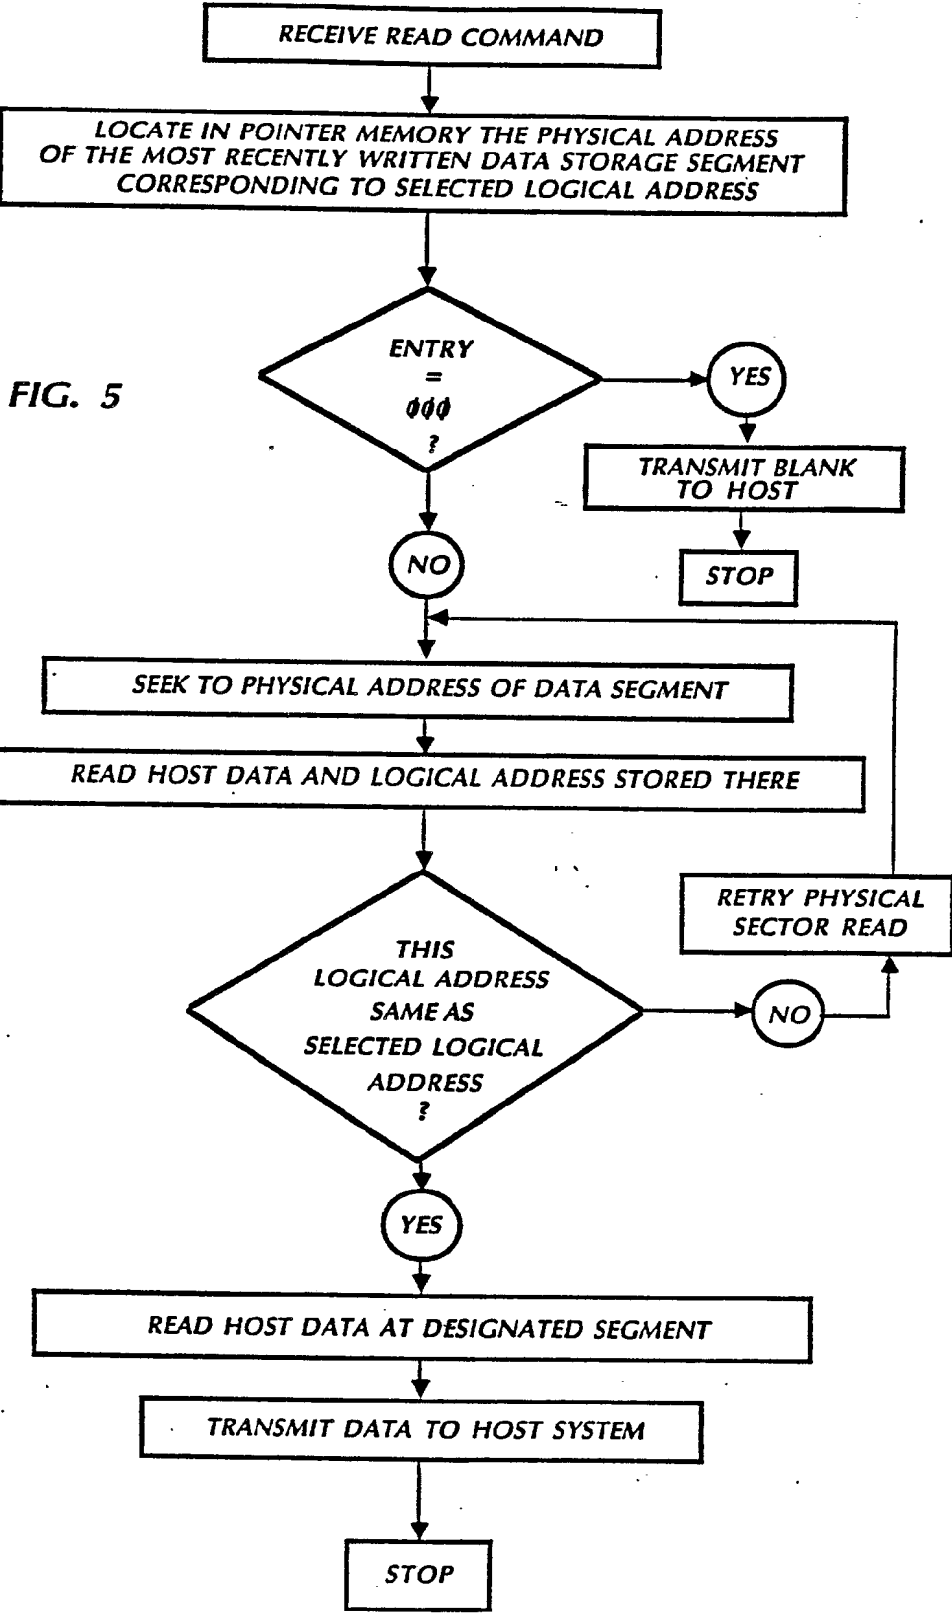 RECEIVE READ COMMAND
LOCATE IN POINTER MEMORY THE PHYSICAL ADDRESS
OF THE MOST RECENTLY WRITTEN DATA STORAGE SEGMENT
CORRESPONDING TO SELECTED LOGICAL ADDRESS
FIG. 5
ENTRY
=
ϕϕϕ
?
YES
TRANSMIT BLANK
TO HOST
STOP
NO
SEEK TO PHYSICAL ADDRESS OF DATA SEGMENT
READ HOST DATA AND LOGICAL ADDRESS STORED THERE
RETRY PHYSICAL
SECTOR READ
THIS
LOGICAL ADDRESS
SAME AS
SELECTED LOGICAL
ADDRESS
?
NO
YES
READ HOST DATA AT DESIGNATED SEGMENT
TRANSMIT DATA TO HOST SYSTEM
STOP